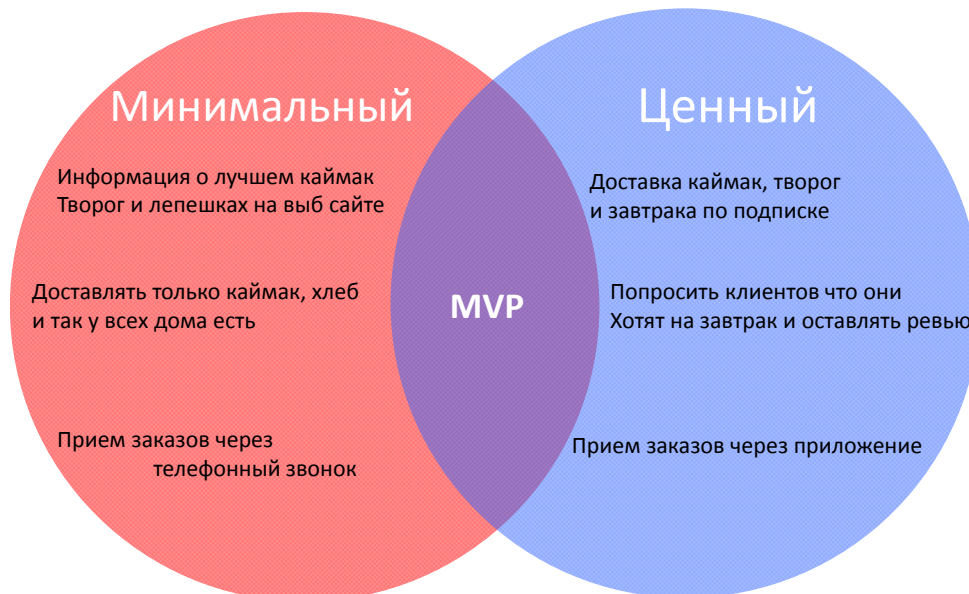 Минимальный
Информация о лучшем каймак
Творог и лепешках на выб сайте
Доставлять только каймак, хлеб
и так у всех дома есть
Прием заказов через
телефонный звонок
MVP
Ценный
Доставка каймак, творог
и завтрака по подписке
Попросить клиентов что они
Хотят на завтрак и оставлять ревью
Прием заказов через приложение